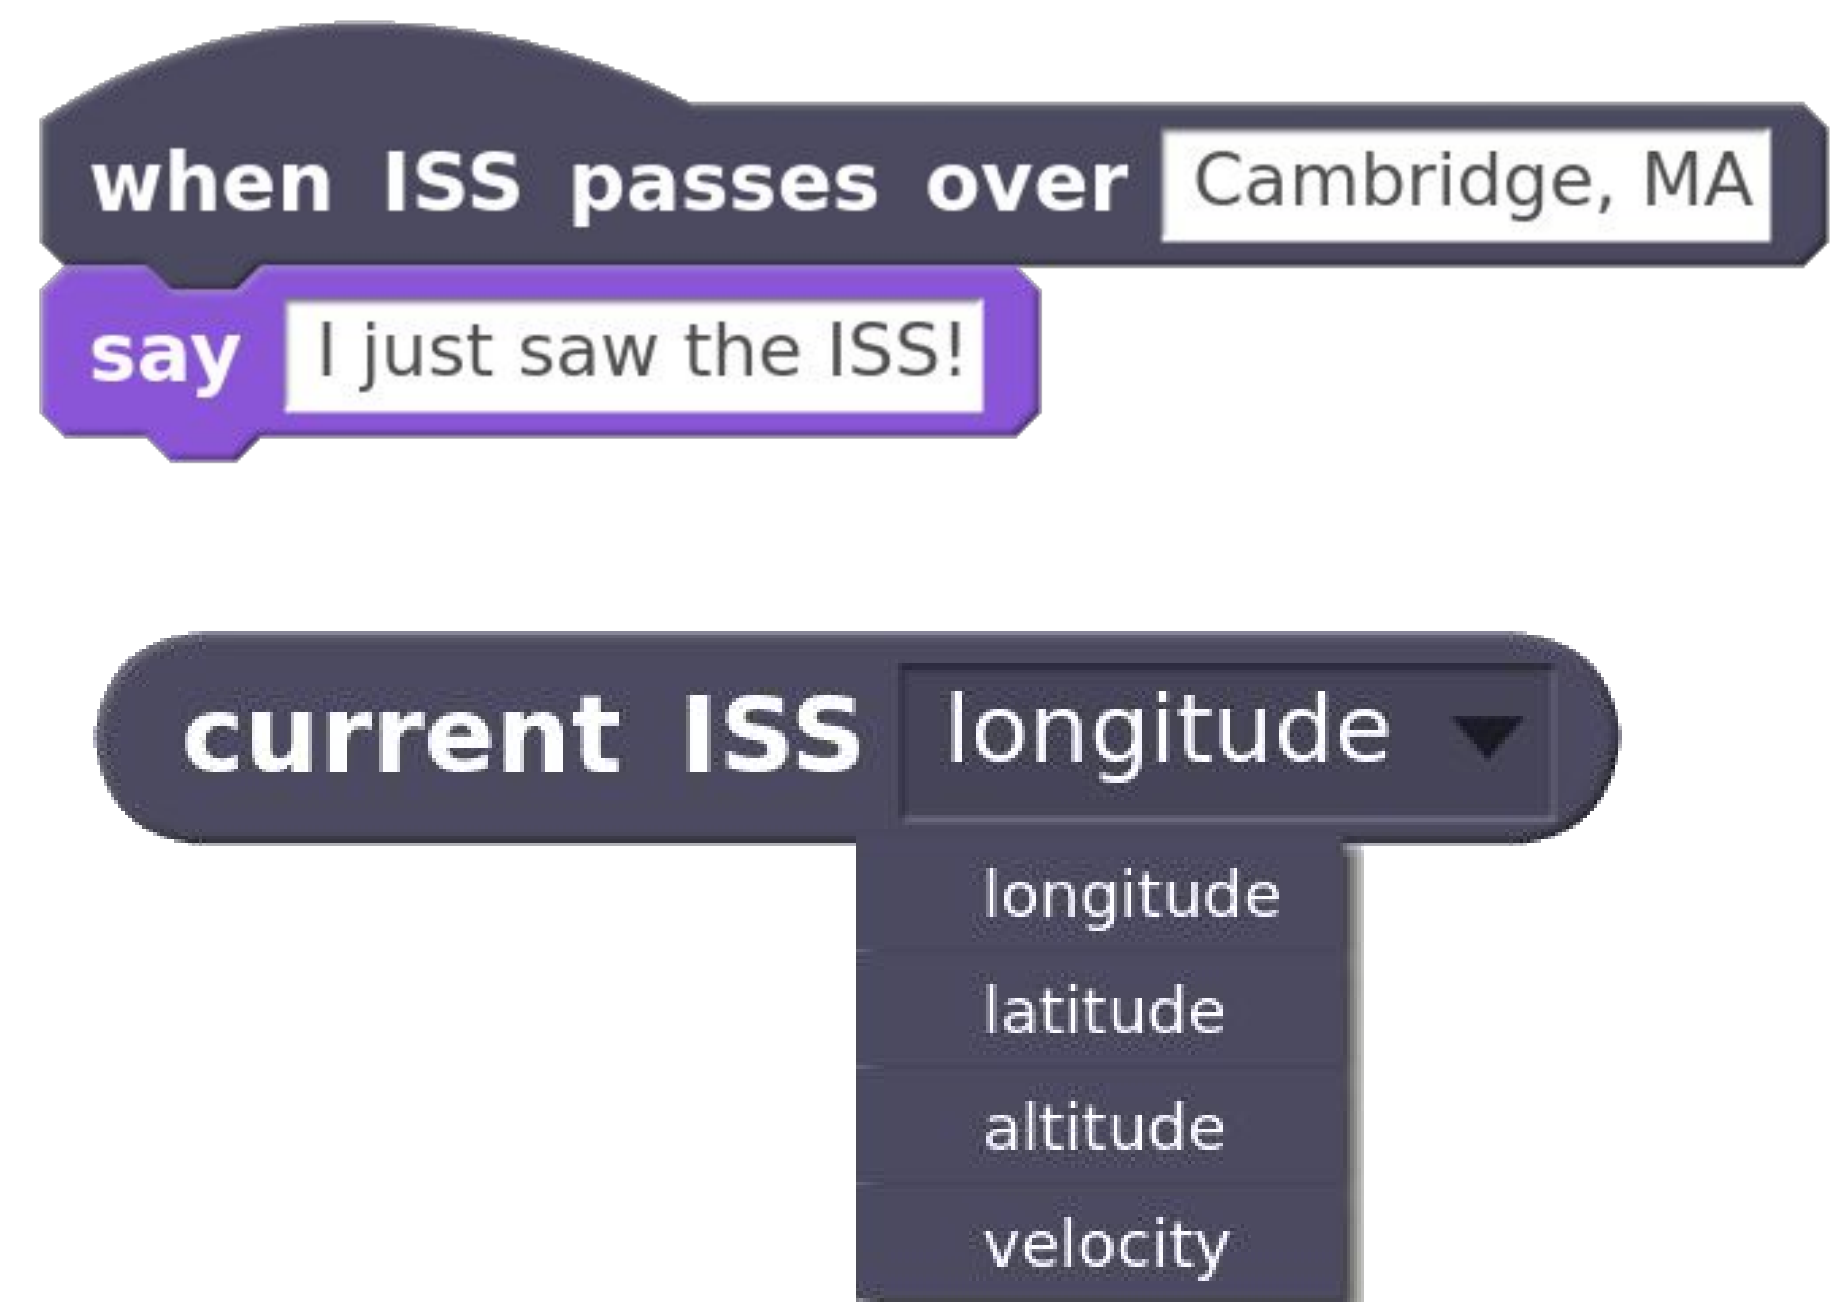 when ISS passes over Cambridge, MA
say I just saw the ISS!
current ISS longitude
longitude
latitude
altitude
velocity